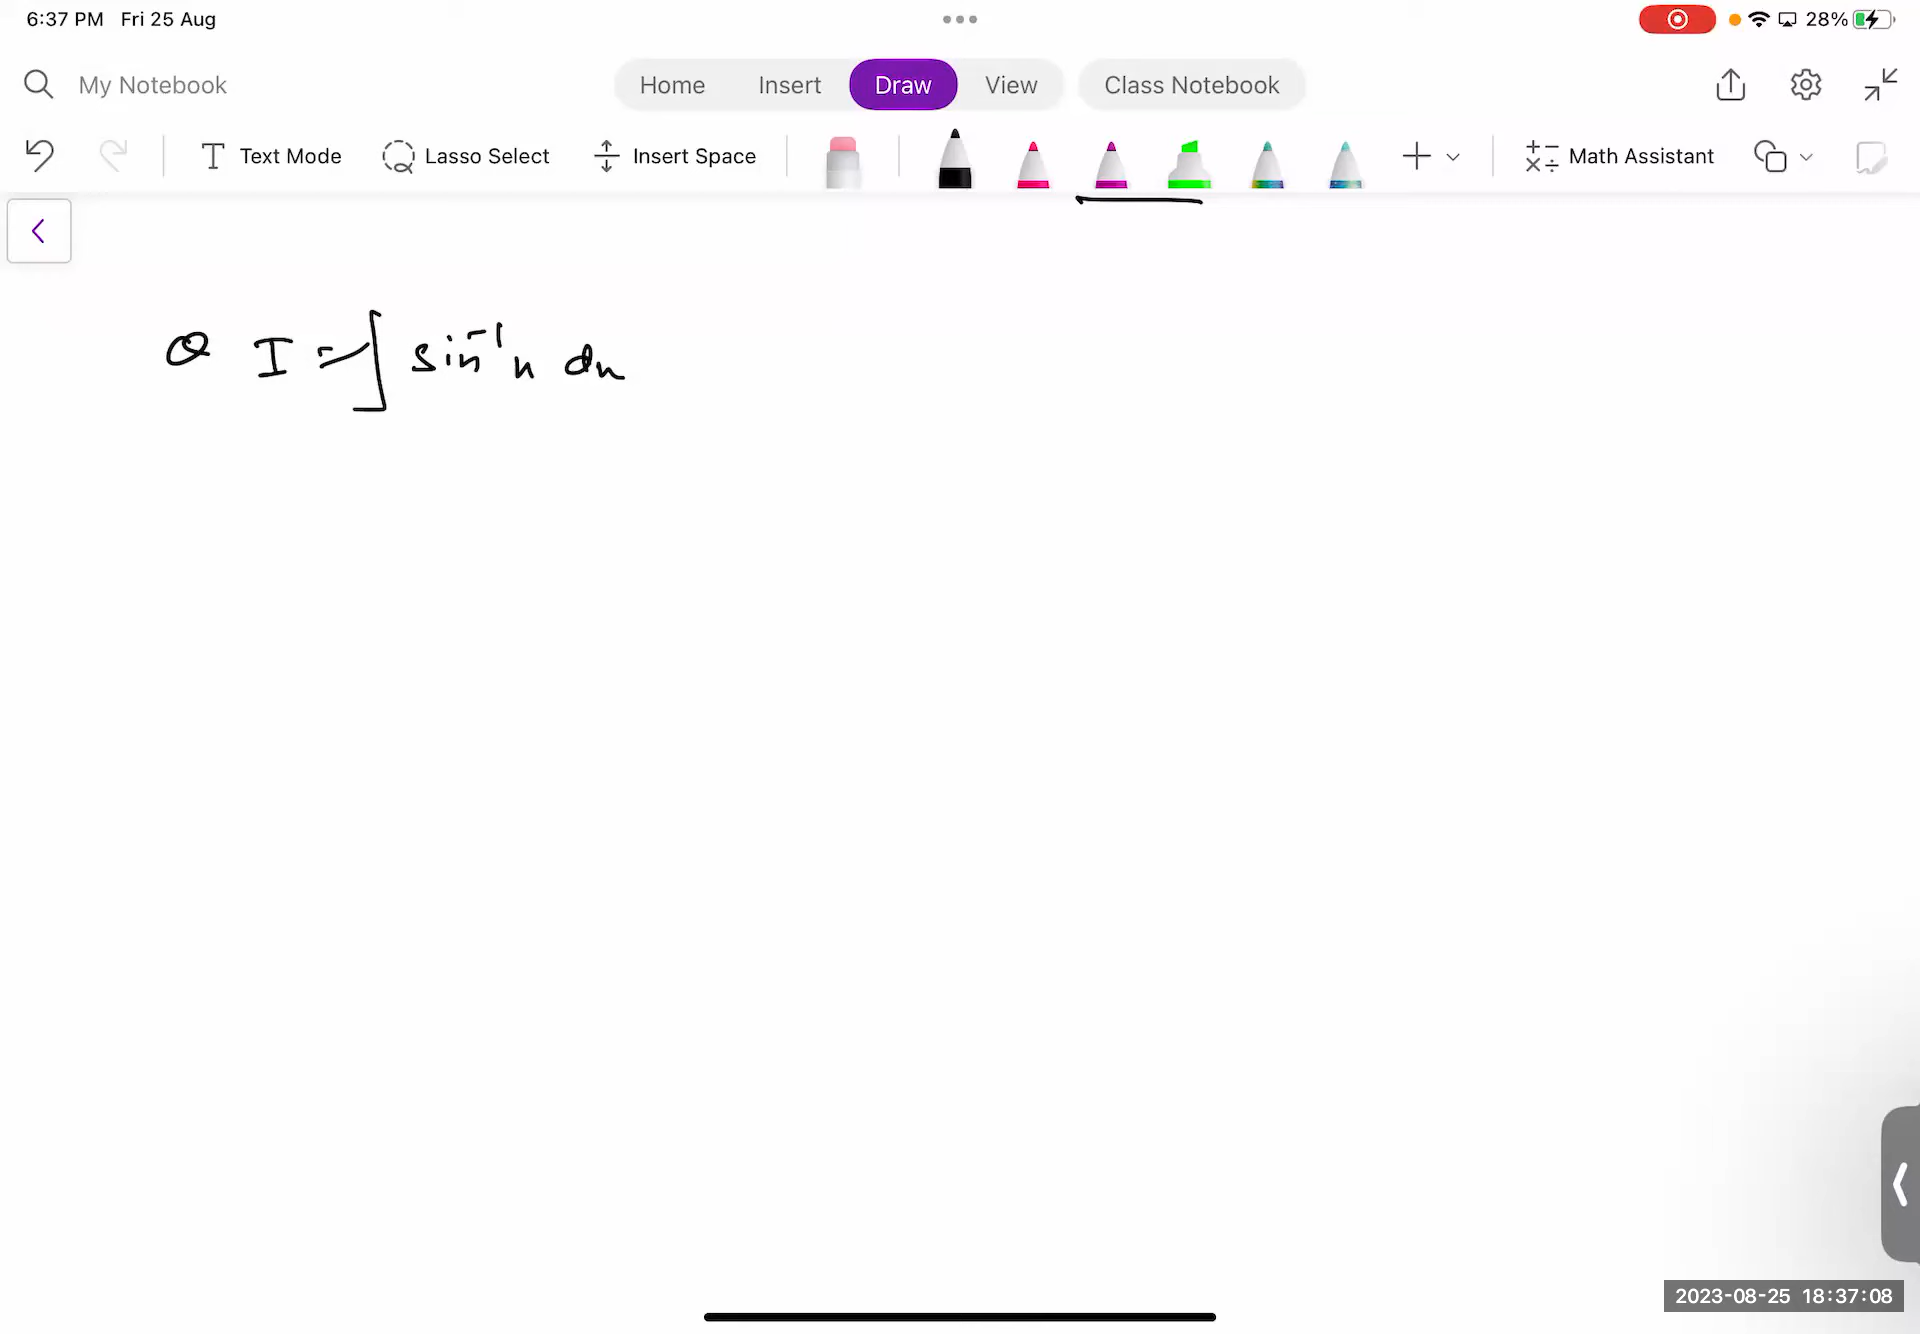 6:37 PM Fri 25 Aug 28%
My Notebook Home Insert Draw View Class Notebook
Text Mode Lasso Select Insert Space Math Assistant
Q I = ∫ sin⁻¹x dx
2023-08-25 18:37:08